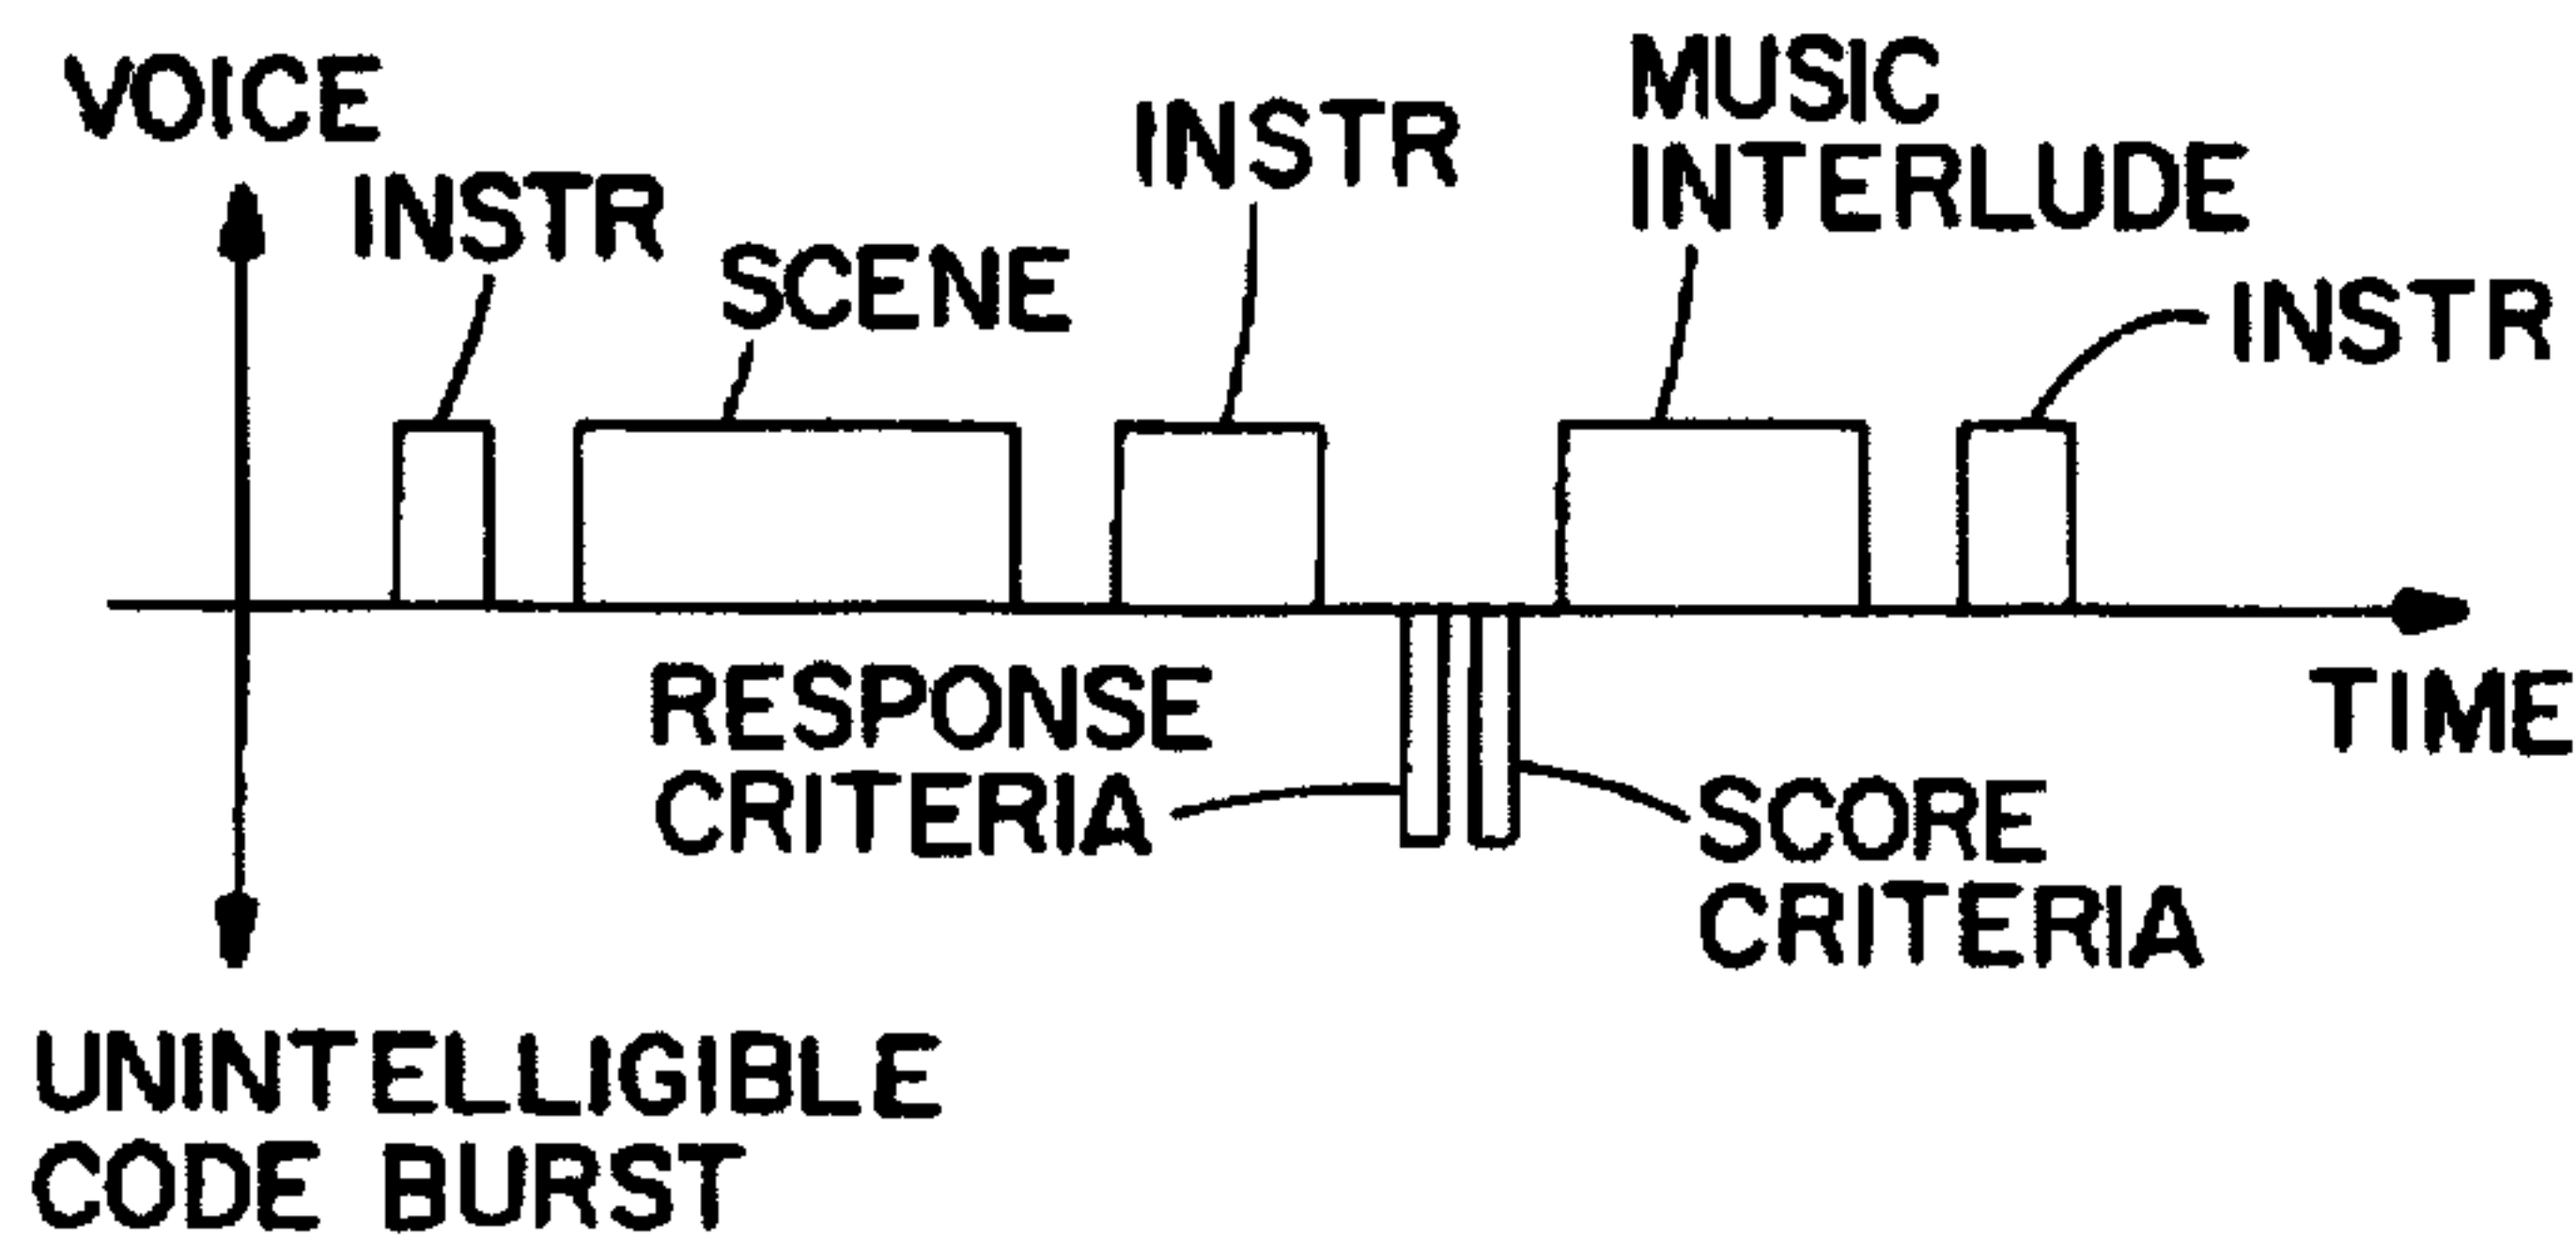 VOICE
INSTR
SCENE
INSTR
MUSIC
INTERLUDE
INSTR
TIME
RESPONSE
CRITERIA
SCORE
CRITERIA
UNINTELLIGIBLE
CODE BURST